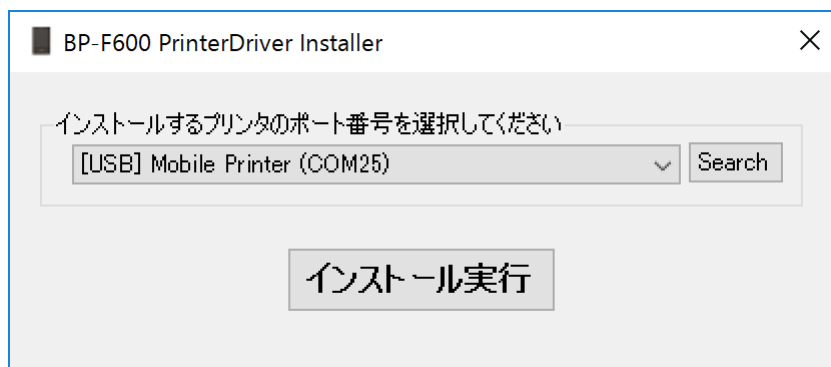 BP-F600 PrinterDriver Installer
インストールするプリンタのポート番号を選択してください
[USB] Mobile Printer (COM25)
Search
インストール実行